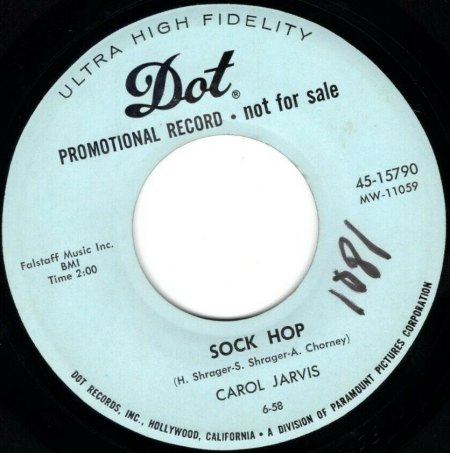 ULTRA HIGH FIDELITY
Dot®
PROMOTIONAL RECORD • not for sale
45-15790
MW-11059
Falstaff Music Inc.
BMI
Time 2:00
1081
SOCK HOP
(H. Shrager-S. Shrager-A. Chorney)
CAROL JARVIS
6-58
DOT RECORDS, INC., HOLLYWOOD, CALIFORNIA • A DIVISION OF PARAMOUNT PICTURES CORPORATION